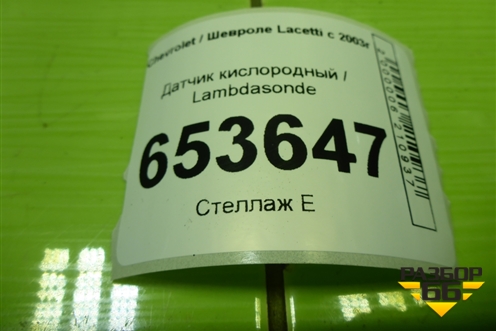 Chevrolet / Шевроле Lacetti с 2003г
Датчик кислородный /
Lambdasonde
653647
Стеллаж Е
РАЗБОР
66